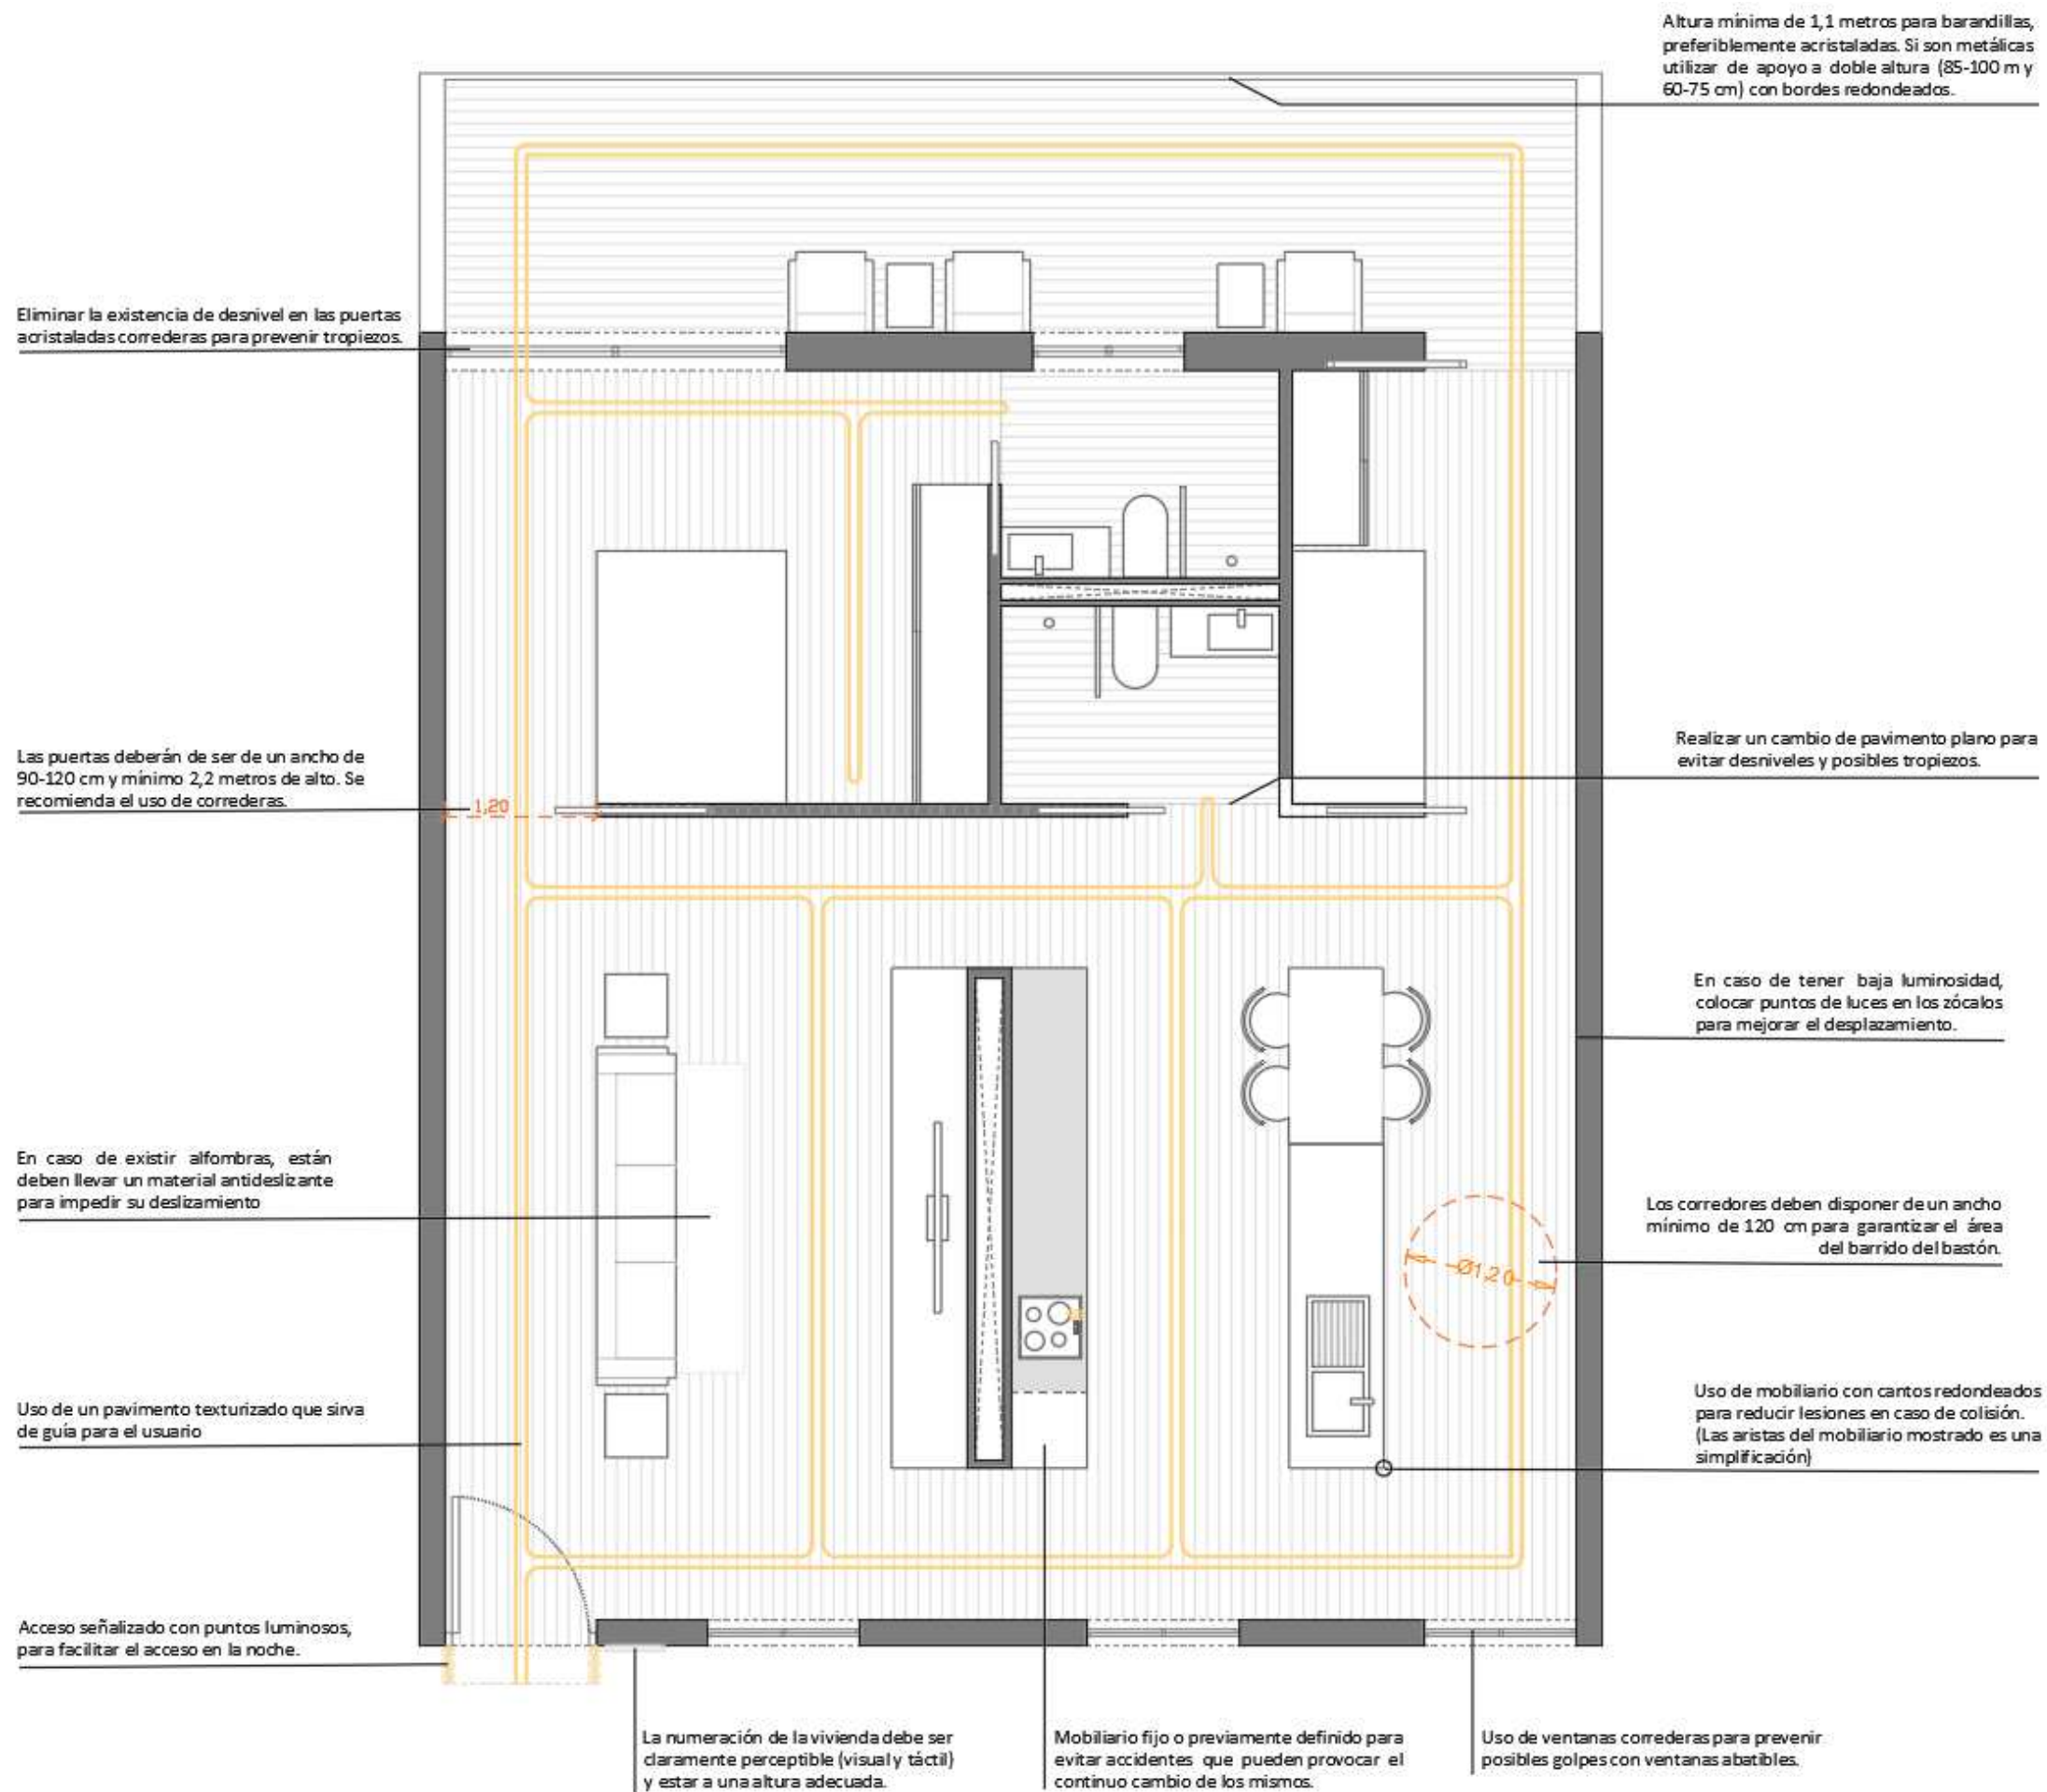 Altura mínima de 1,1 metros para barandillas,
preferiblemente acristaladas. Si son metálicas
utilizar de apoyo a doble altura (85-100 m y
60-75 cm) con bordes redondeados.
Eliminar la existencia de desnivel en las puertas
acristaladas correderas para prevenir tropiezos.
Realizar un cambio de pavimento plano para
evitar desniveles y posibles tropiezos.
Las puertas deberán de ser de un ancho de
90-120 cm y mínimo 2,2 metros de alto. Se
recomienda el uso de correderas.
1,20
En caso de tener baja luminosidad,
colocar puntos de luces en los zócalos
para mejorar el desplazamiento.
En caso de existir alfombras, están
deben llevar un material antideslizante
para impedir su deslizamiento
Los corredores deben disponer de un ancho
mínimo de 120 cm para garantizar el área
del barrido del bastón.
Ø1,20
Uso de mobiliario con cantos redondeados
para reducir lesiones en caso de colisión.
(Las aristas del mobiliario mostrado es una
simplificación)
Uso de un pavimento texturizado que sirva
de guía para el usuario
Acceso señalizado con puntos luminosos,
para facilitar el acceso en la noche.
La numeración de la vivienda debe ser
claramente perceptible (visual y táctil)
y estar a una altura adecuada.
Mobiliario fijo o previamente definido para
evitar accidentes que pueden provocar el
continuo cambio de los mismos.
Uso de ventanas correderas para prevenir
posibles golpes con ventanas abatibles.